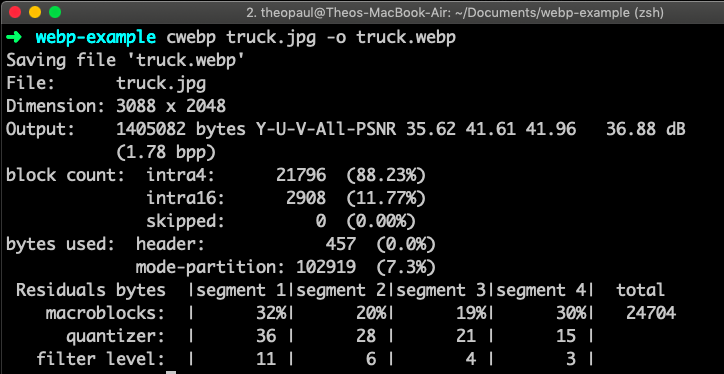 2. theopaul@Theos-MacBook-Air: ~/Documents/webp-example (zsh)
➜ webp-example cwebp truck.jpg -o truck.webp
Saving file 'truck.webp'
File:      truck.jpg
Dimension: 3088 x 2048
Output:    1405082 bytes Y-U-V-All-PSNR 35.62 41.61 41.96   36.88 dB
           (1.78 bpp)
block count:  intra4:      21796  (88.23%)
              intra16:      2908  (11.77%)
              skipped:         0  (0.00%)
bytes used:  header:            457  (0.0%)
             mode-partition: 102919  (7.3%)
 Residuals bytes  |segment 1|segment 2|segment 3|segment 4|  total
    macroblocks:  |      32%|      20%|      19%|      30%|   24704
      quantizer:  |      36 |      28 |      21 |      15 |
   filter level:  |      11 |       6 |       4 |       3 |